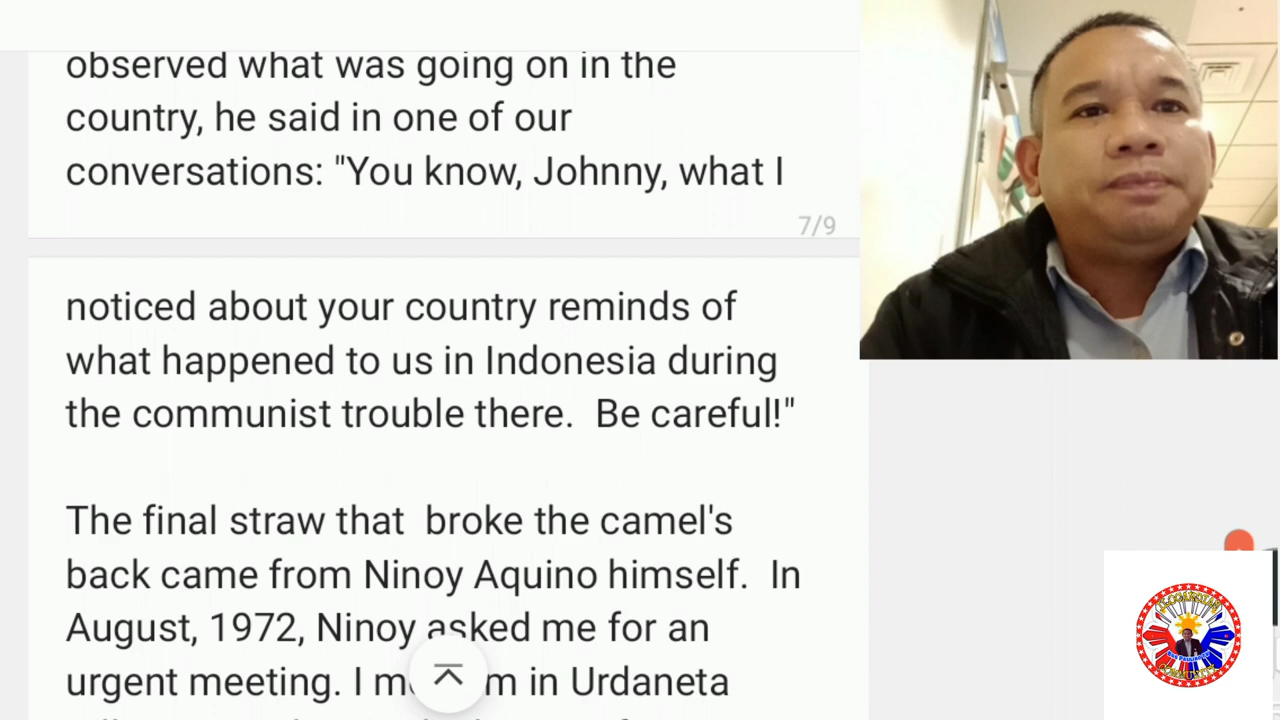 observed what was going on in the
country, he said in one of our
conversations: "You know, Johnny, what I
7/9
noticed about your country reminds of
what happened to us in Indonesia during
the communist trouble there.  Be careful!"
The final straw that  broke the camel's
back came from Ninoy Aquino himself.  In
August, 1972, Ninoy asked me for an
urgent meeting. I in Urdaneta